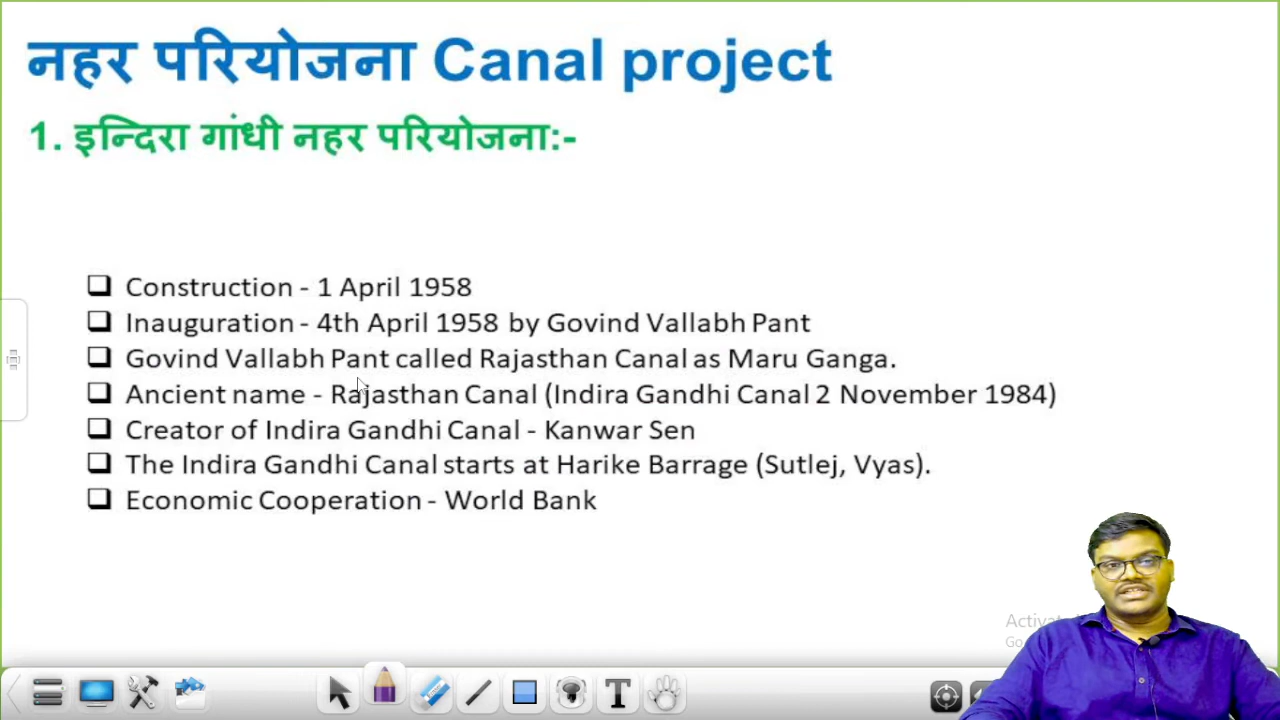 नहर परियोजना Canal project
1. इन्दिरा गांधी नहर परियोजना:-
❑ Construction - 1 April 1958
❑ Inauguration - 4th April 1958 by Govind Vallabh Pant
❑ Govind Vallabh Pant called Rajasthan Canal as Maru Ganga.
❑ Ancient name - Rajasthan Canal (Indira Gandhi Canal 2 November 1984)
❑ Creator of Indira Gandhi Canal - Kanwar Sen
❑ The Indira Gandhi Canal starts at Harike Barrage (Sutlej, Vyas).
❑ Economic Cooperation - World Bank
T